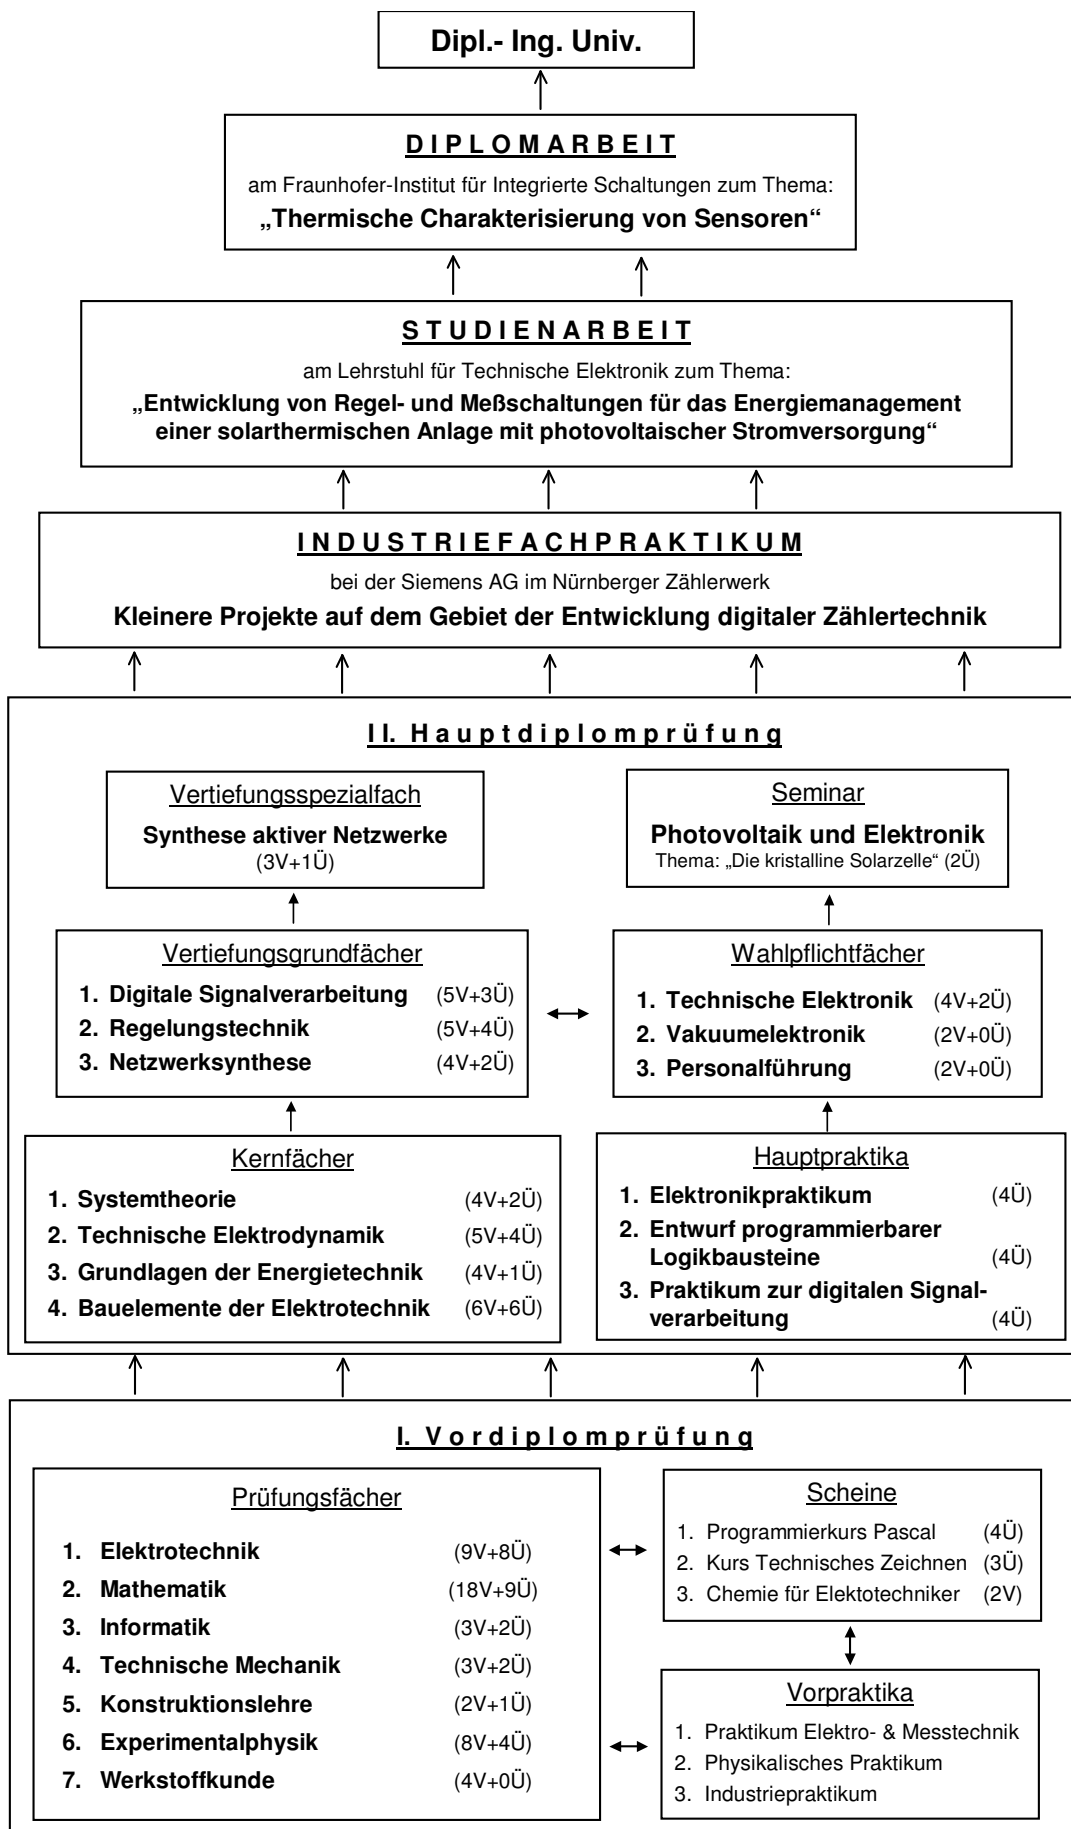 Dipl.- Ing. Univ.
DIPLOMARBEIT
am Fraunhofer-Institut für Integrierte Schaltungen zum Thema:
„Thermische Charakterisierung von Sensoren“
STUDIENARBEIT
am Lehrstuhl für Technische Elektronik zum Thema:
„Entwicklung von Regel- und Meßschaltungen für das Energiemanagement
einer solarthermischen Anlage mit photovoltaischer Stromversorgung“
INDUSTRIEFACHPRAKTIKUM
bei der Siemens AG im Nürnberger Zählerwerk
Kleinere Projekte auf dem Gebiet der Entwicklung digitaler Zählertechnik
II. Hauptdiplomprüfung
Vertiefungsspezialfach
Synthese aktiver Netzwerke
(3V+1Ü)
Seminar
Photovoltaik und Elektronik
Thema: „Die kristalline Solarzelle“ (2Ü)
Vertiefungsgrundfächer
1. Digitale Signalverarbeitung (5V+3Ü)
2. Regelungstechnik (5V+4Ü)
3. Netzwerksynthese (4V+2Ü)
Wahlpflichtfächer
1. Technische Elektronik (4V+2Ü)
2. Vakuumelektronik (2V+0Ü)
3. Personalführung (2V+0Ü)
Kernfächer
1. Systemtheorie (4V+2Ü)
2. Technische Elektrodynamik (5V+4Ü)
3. Grundlagen der Energietechnik (4V+1Ü)
4. Bauelemente der Elektrotechnik (6V+6Ü)
Hauptpraktika
1. Elektronikpraktikum (4Ü)
2. Entwurf programmierbarer
Logikbausteine (4Ü)
3. Praktikum zur digitalen Signal-
verarbeitung (4Ü)
I. Vordiplomprüfung
Prüfungsfächer
1. Elektrotechnik (9V+8Ü)
2. Mathematik (18V+9Ü)
3. Informatik (3V+2Ü)
4. Technische Mechanik (3V+2Ü)
5. Konstruktionslehre (2V+1Ü)
6. Experimentalphysik (8V+4Ü)
7. Werkstoffkunde (4V+0Ü)
Scheine
1. Programmierkurs Pascal (4Ü)
2. Kurs Technisches Zeichnen (3Ü)
3. Chemie für Elektotechniker (2V)
Vorpraktika
1. Praktikum Elektro- & Messtechnik
2. Physikalisches Praktikum
3. Industriepraktikum